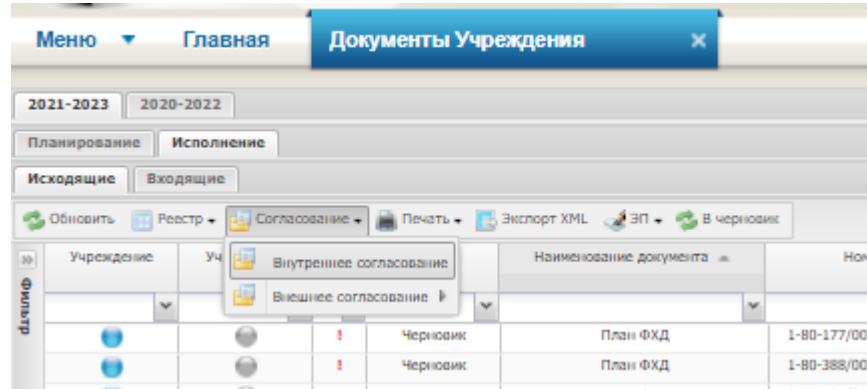 Меню Главная Документы Учреждения ×
2021-2023 2020-2022
Планирование Исполнение
Исходящие Входящие
Обновить Реестр Согласование Печать Экспорт XML ЭП В черновик
Учреждение Наименование документа
Внутреннее согласование
Внешнее согласование
Фильтр
! Черновик План ФХД 1-80-177/00
! Черновик План ФХД 1-80-388/00